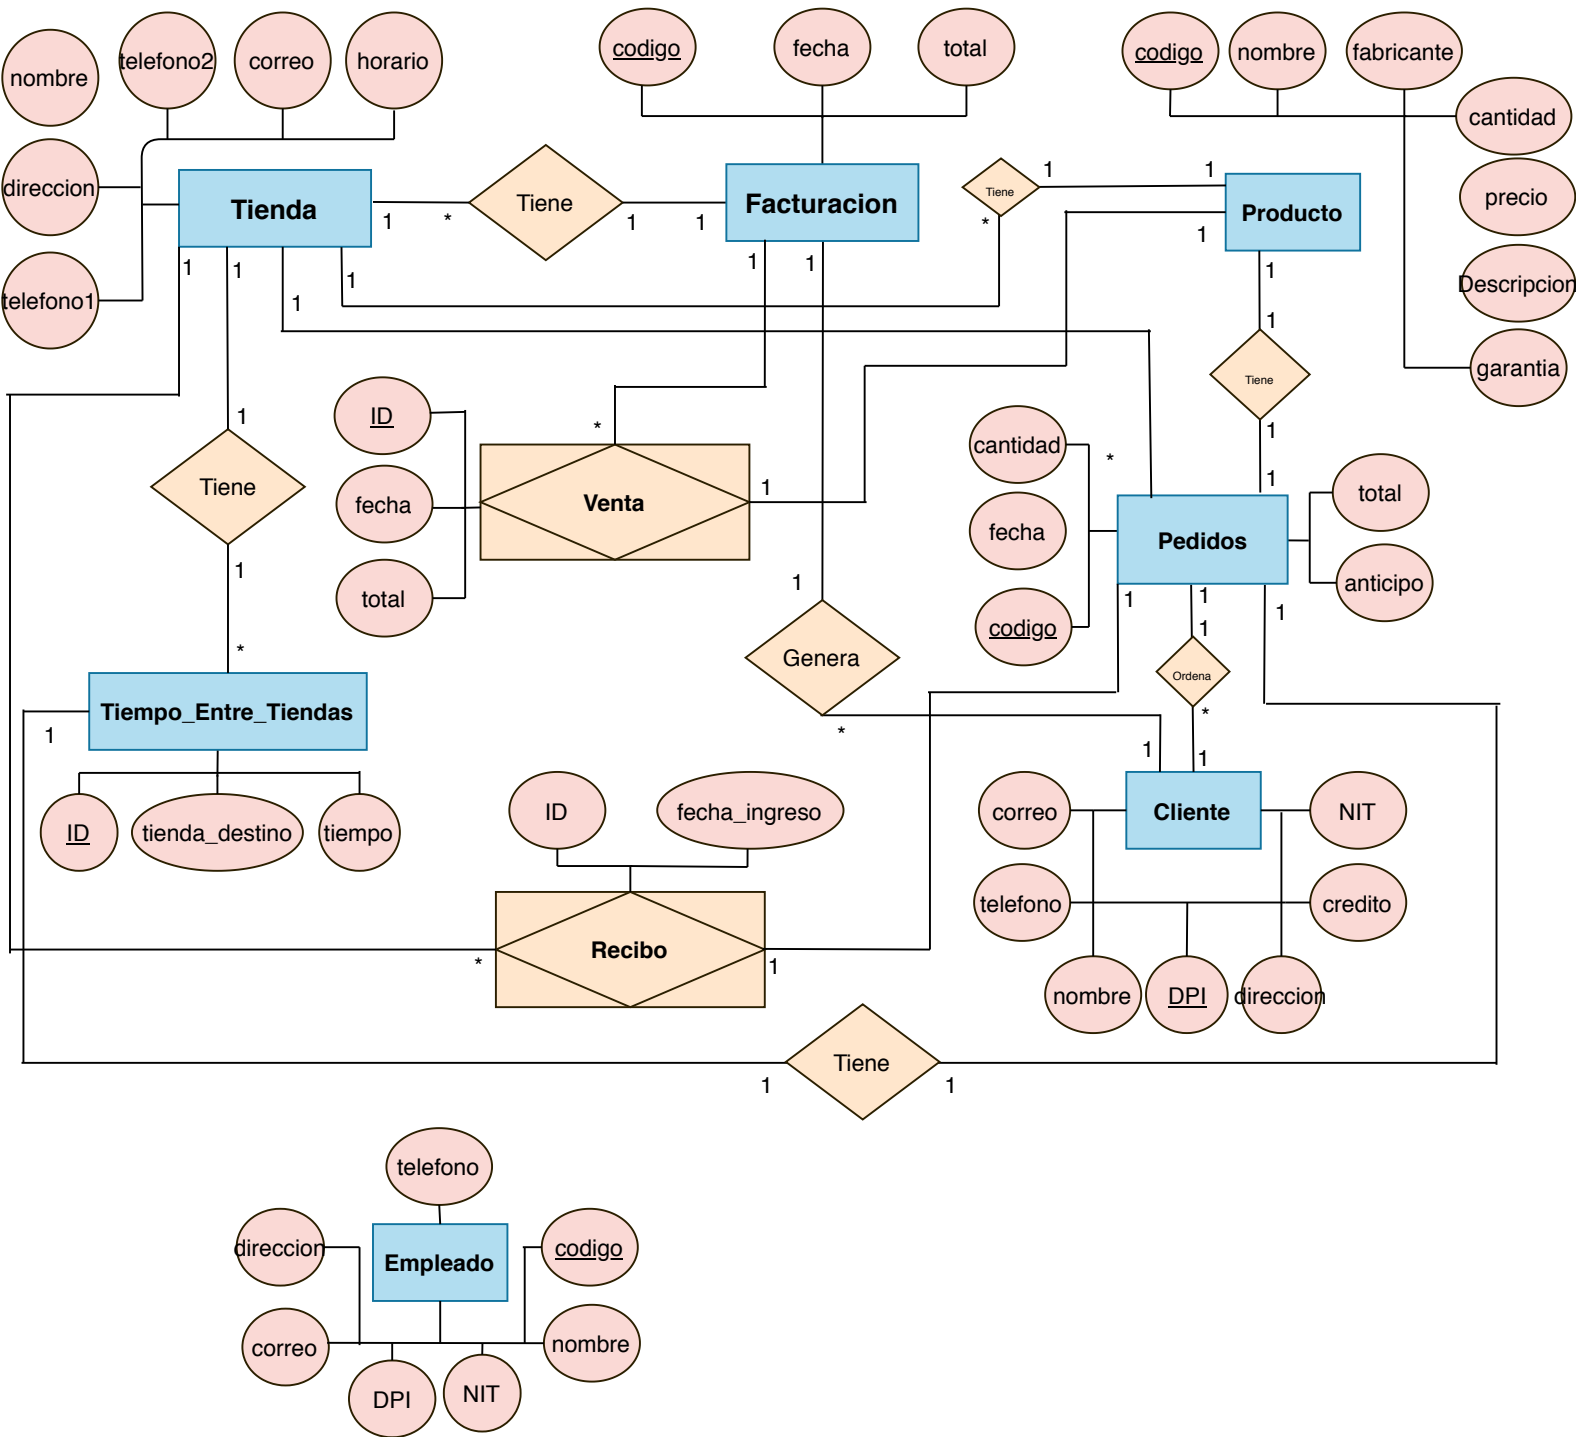 codigo
fecha
total
codigo
nombre
fabricante
nombre
telefono2
correo
horario
cantidad
direccion
Tienda
1
*
Tiene
1
1
Facturacion
Tiene
1
1
*
Producto
1
precio
telefono1
1
1
1
1
1
1
1
Descripcion
1
Tiene
garantia
1
ID
1
*
cantidad
*
1
Tiene
fecha
Venta
1
fecha
1
Pedidos
total
1
total
1
codigo
1
1
1
1
anticipo
*
Genera
Ordena
*
*
1
1
Tiempo_Entre_Tiendas
1
ID
tienda_destino
tiempo
ID
fecha_ingreso
correo
Cliente
NIT
telefono
credito
Recibo
*
1
nombre
DPI
direccion
Tiene
1
1
telefono
direccion
Empleado
codigo
correo
nombre
DPI
NIT